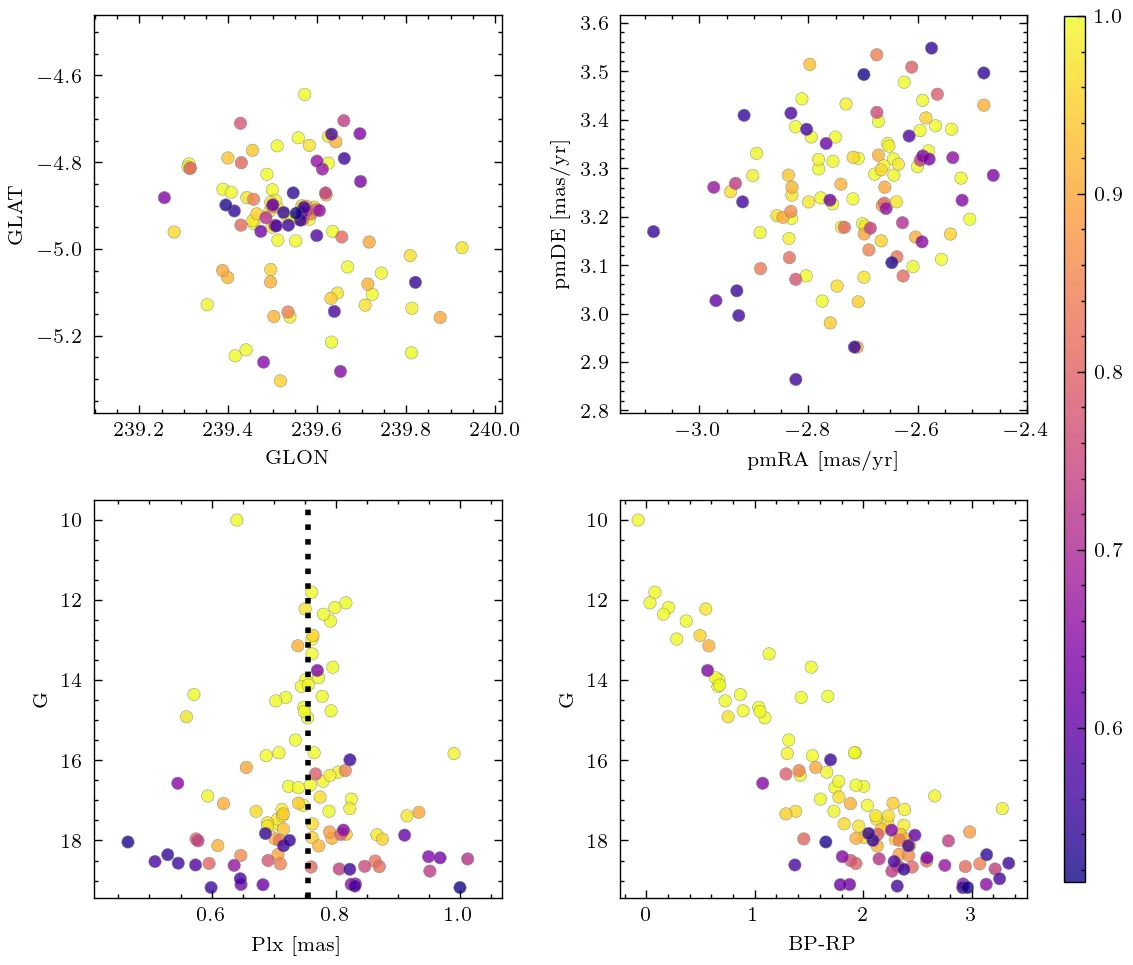 −4.6
−4.8
−5.0
−5.2
GLAT
239.2 239.4 239.6 239.8 240.0
GLON
3.6
3.5
3.4
3.3
3.2
3.1
3.0
2.9
2.8
pmDE [mas/yr]
−3.0 −2.8 −2.6 −2.4
pmRA [mas/yr]
1.0
0.9
0.8
0.7
0.6
10
12
14
16
18
G
0.6 0.8 1.0
Plx [mas]
10
12
14
16
18
G
0 1 2 3
BP-RP